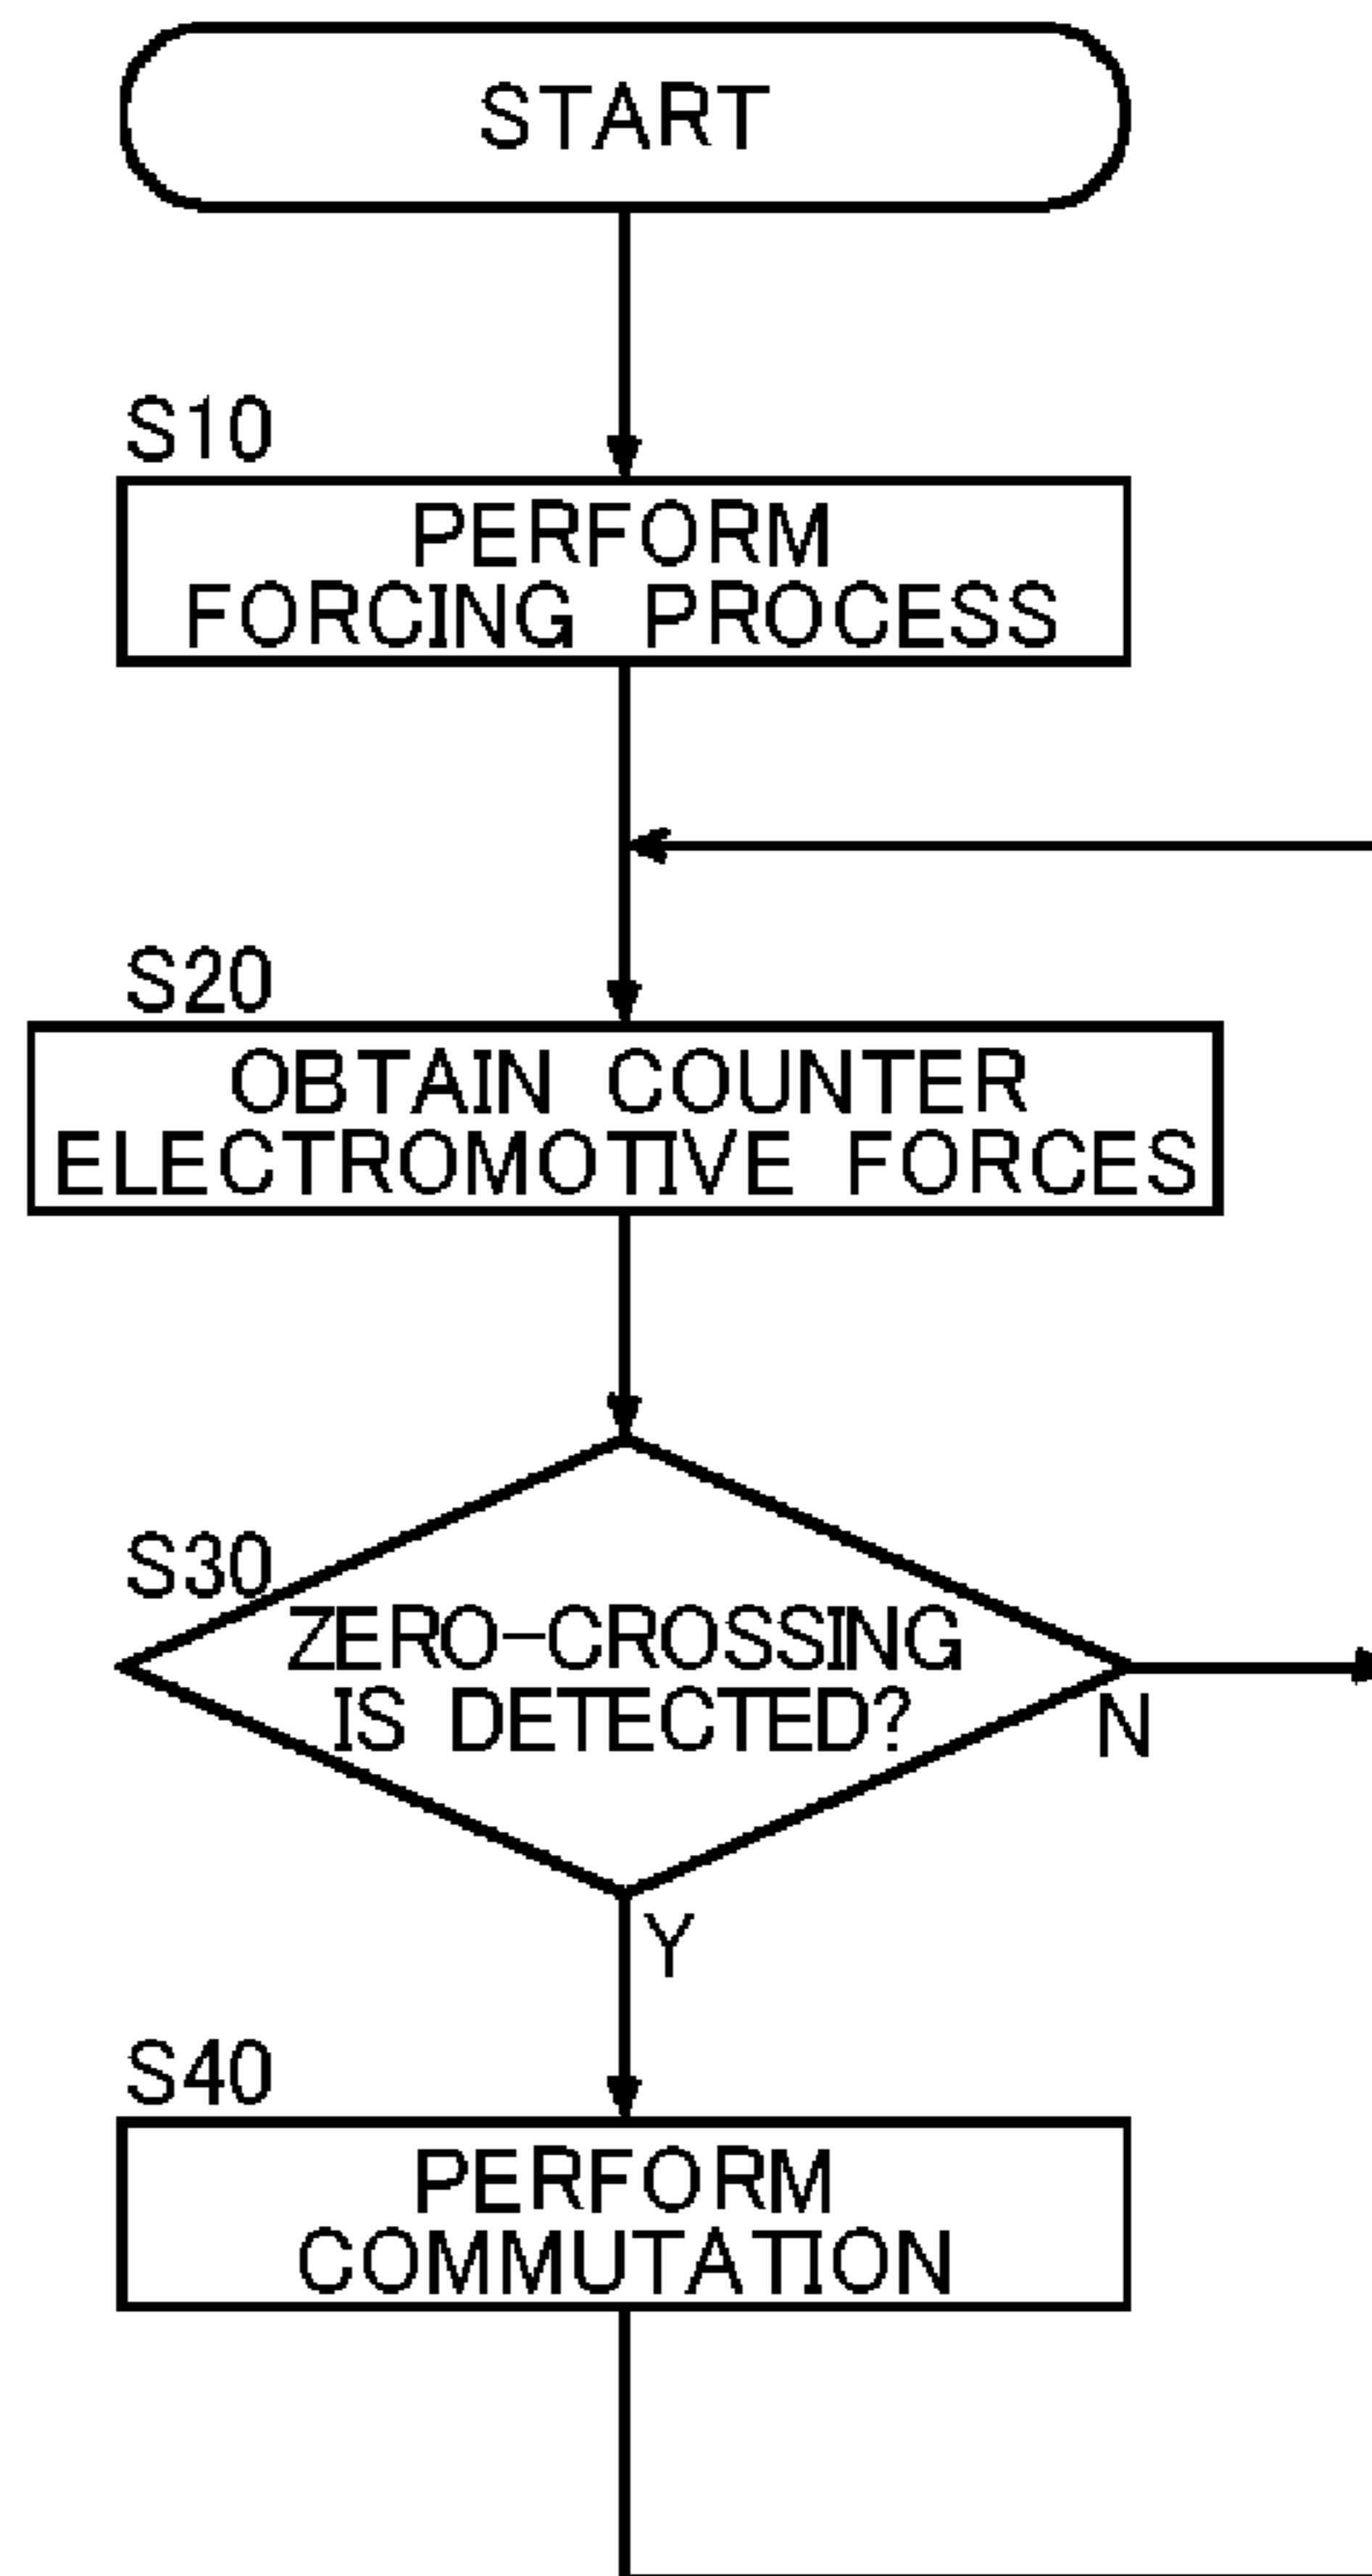 START
S10
PERFORM
FORCING PROCESS
S20
OBTAIN COUNTER
ELECTROMOTIVE FORCES
S30
ZERO-CROSSING
IS DETECTED?
N
Y
S40
PERFORM
COMMUTATION